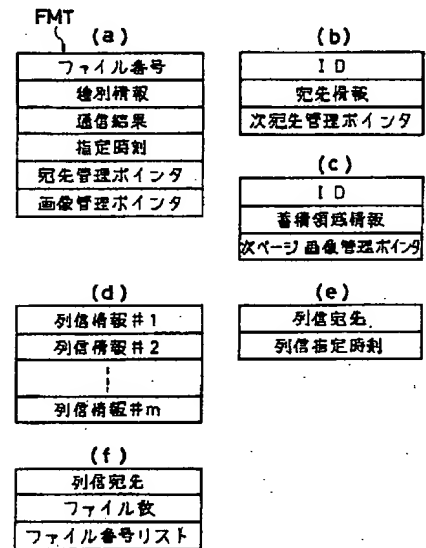 FMT
(a)
ファイル番号
種別情報
通信結果
指定時刻
宛先管理ポインタ
画像管理ポインタ
(b)
ID
宛先情報
次宛先管理ポインタ
(c)
ID
蓄積領域情報
次ページ画像管理ポインタ
(d)
列信情報#1
列信情報#2
列信情報#m
(e)
列信宛先
列信指定時刻
(f)
列信宛先
ファイル数
ファイル番号リスト